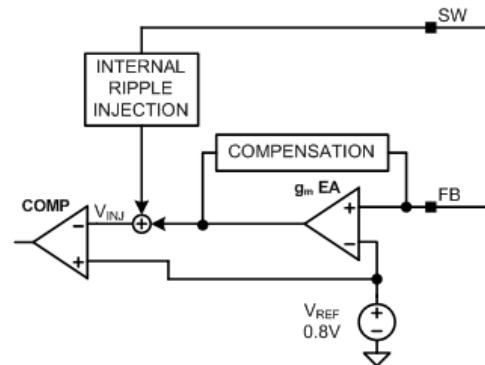 SW
INTERNAL
RIPPLE
INJECTION
COMPENSATION
gm EA
FB
COMP
VINJ
+
+
−
−
+
VREF
0.8V
+
−